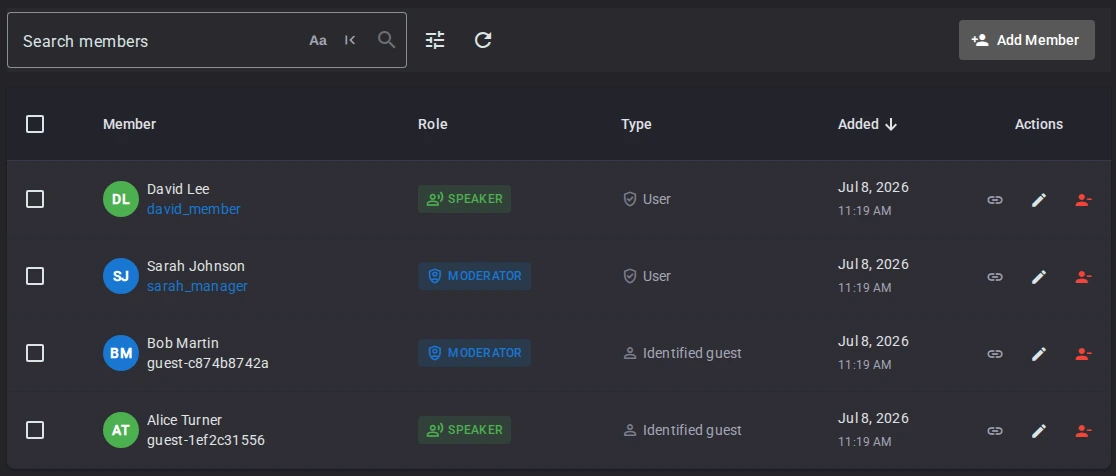 Search members Aa Add Member
Member Role Type Added Actions
DL David Lee SPEAKER User Jul 8, 2026
david_member 11:19 AM
SJ Sarah Johnson MODERATOR User Jul 8, 2026
sarah_manager 11:19 AM
BM Bob Martin MODERATOR Identified guest Jul 8, 2026
guest-c874b8742a 11:19 AM
AT Alice Turner SPEAKER Identified guest Jul 8, 2026
guest-1ef2c31556 11:19 AM